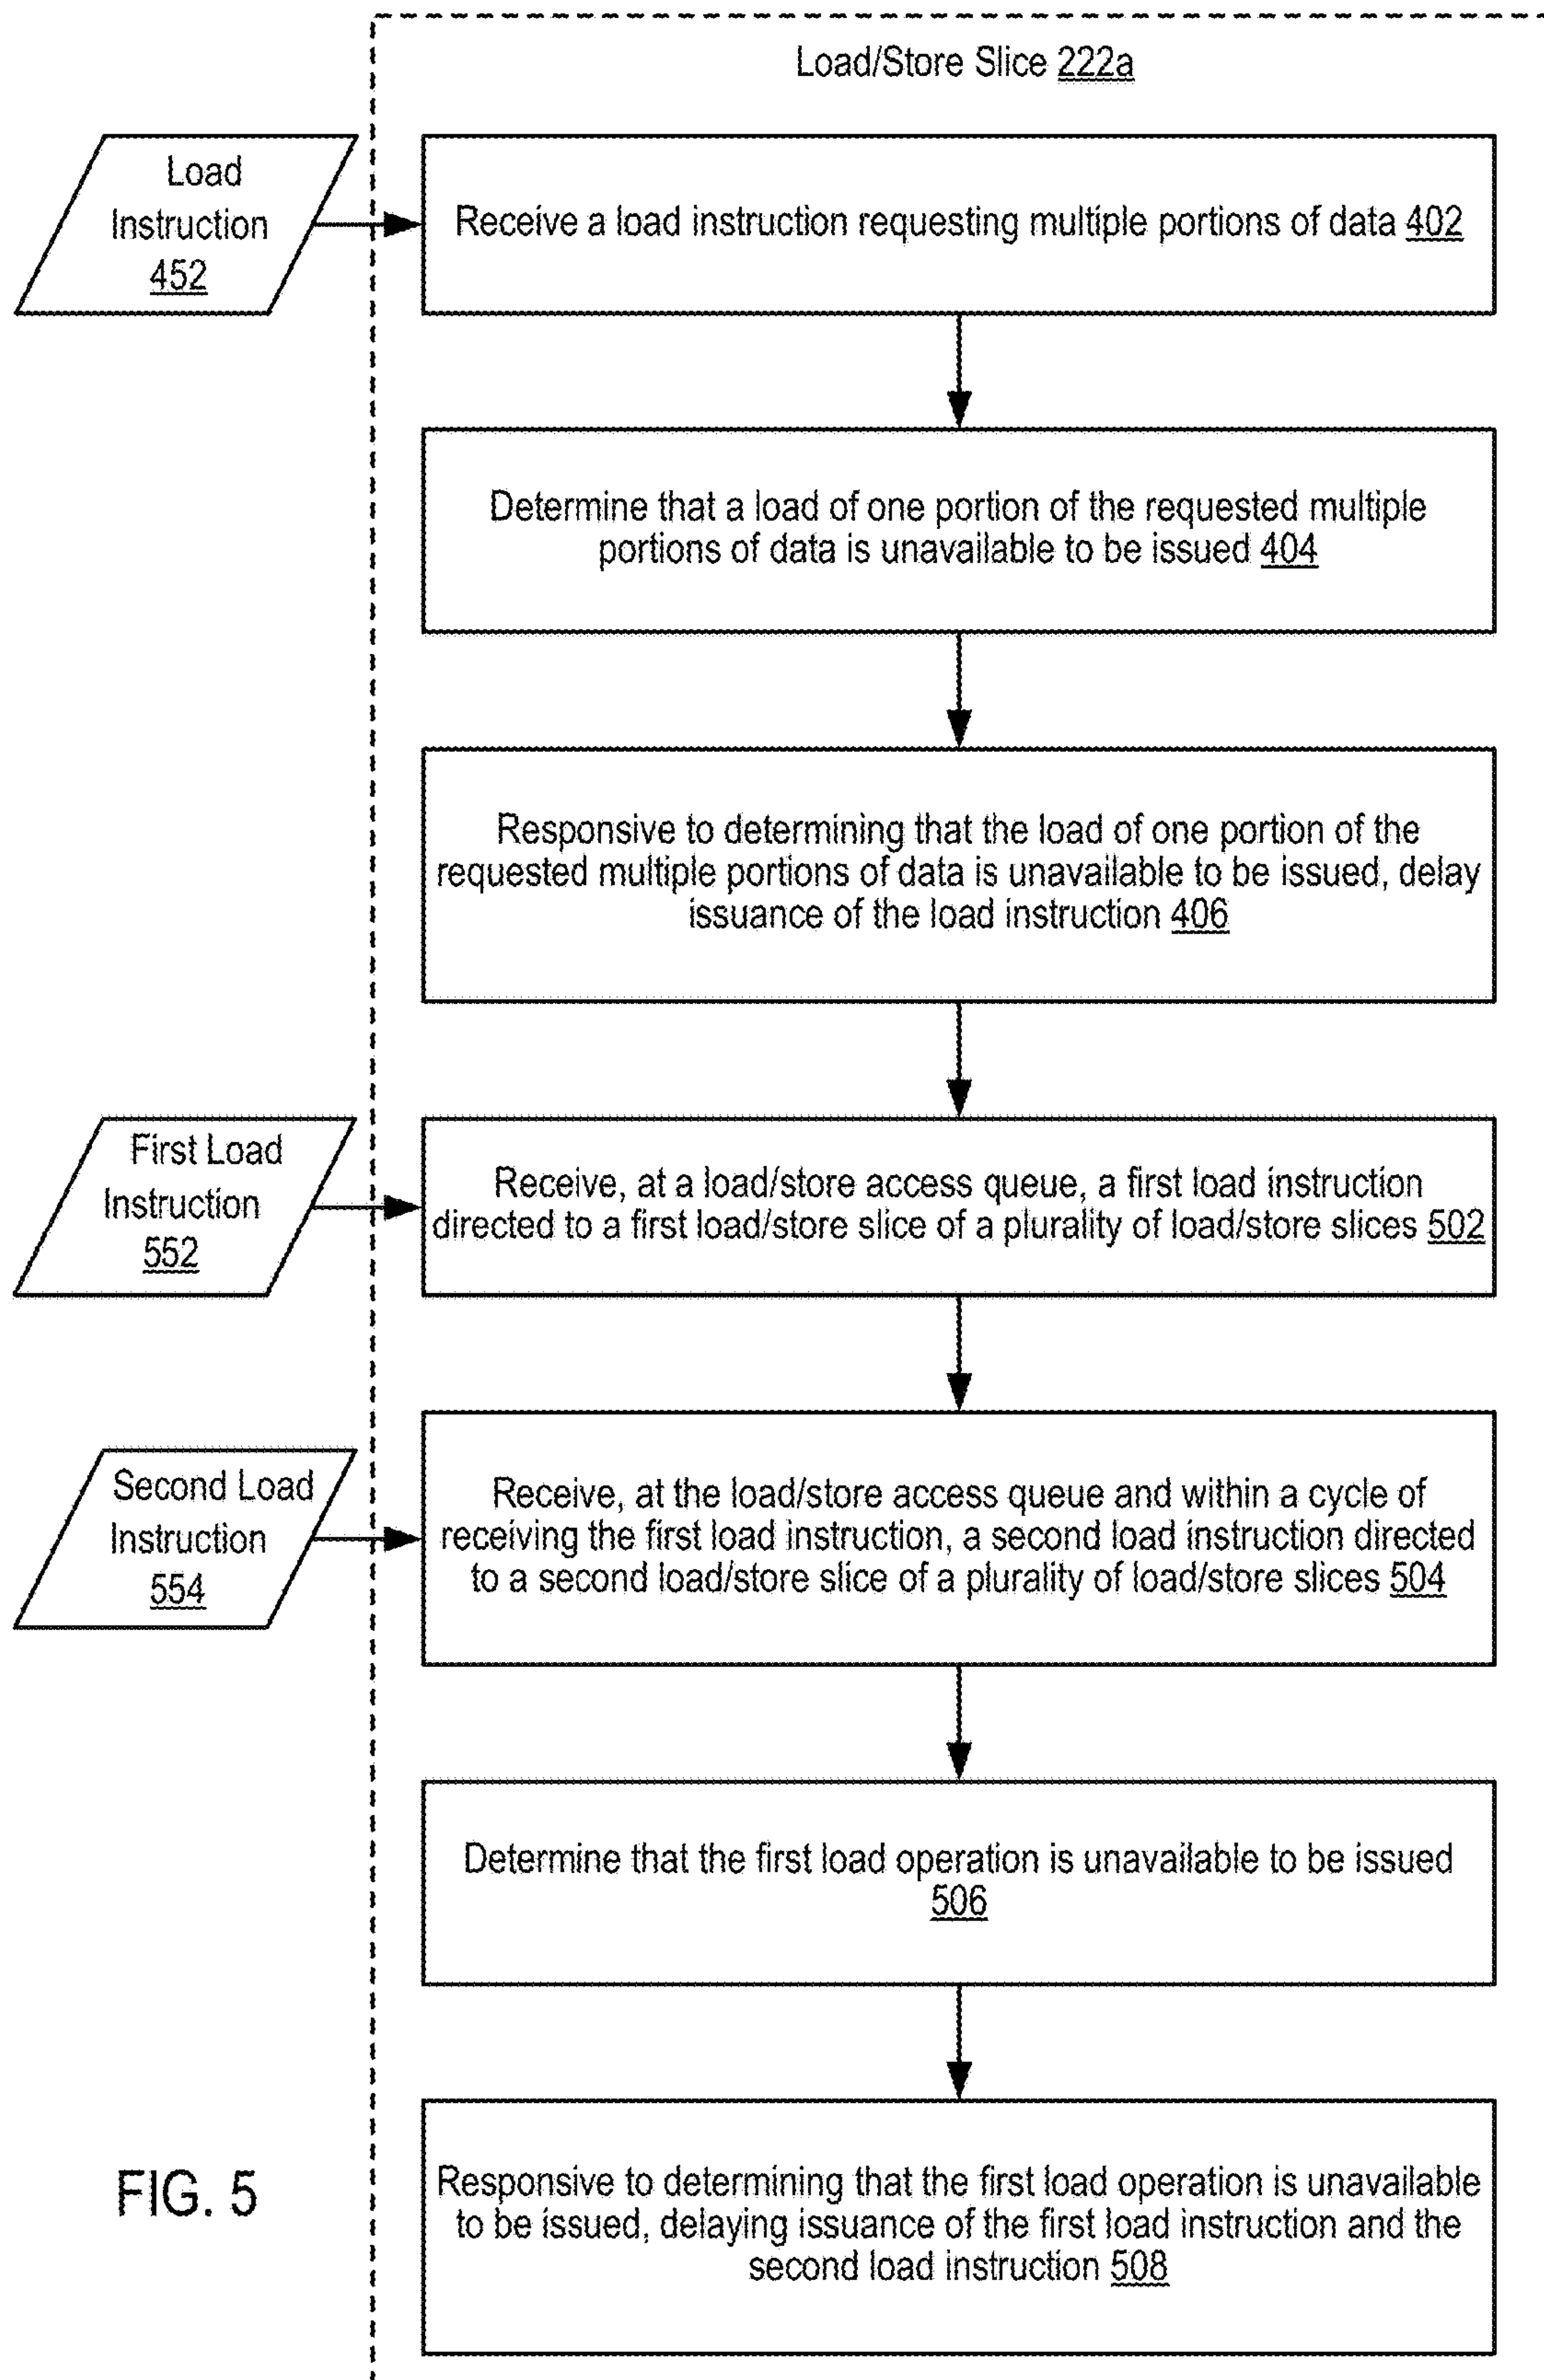 Load/Store Slice 222a
Load
Instruction
452
Receive a load instruction requesting multiple portions of data 402
Determine that a load of one portion of the requested multiple
portions of data is unavailable to be issued 404
Responsive to determining that the load of one portion of the
requested multiple portions of data is unavailable to be issued, delay
issuance of the load instruction 406
First Load
Instruction
552
Receive, at a load/store access queue, a first load instruction
directed to a first load/store slice of a plurality of load/store slices 502
Second Load
Instruction
554
Receive, at the load/store access queue and within a cycle of
receiving the first load instruction, a second load instruction directed
to a second load/store slice of a plurality of load/store slices 504
Determine that the first load operation is unavailable to be issued
506
Responsive to determining that the first load operation is unavailable
to be issued, delaying issuance of the first load instruction and the
second load instruction 508
FIG. 5